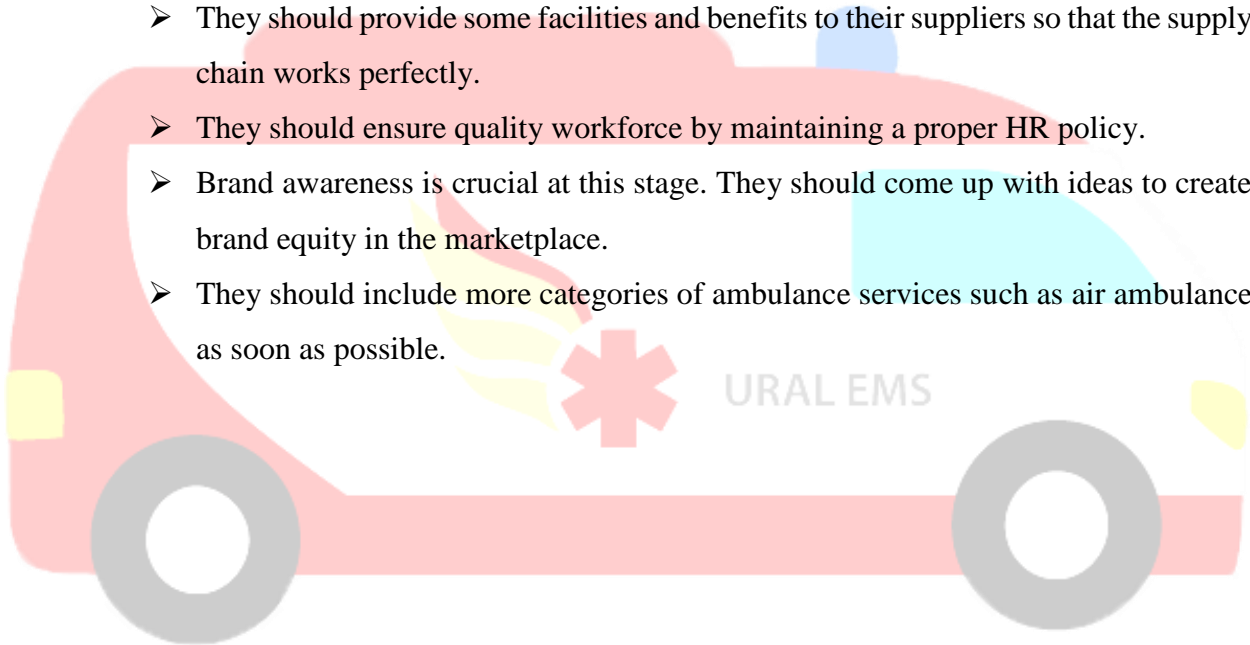 ➢ They should provide some facilities and benefits to their suppliers so that the supply
chain works perfectly.
➢ They should ensure quality workforce by maintaining a proper HR policy.
➢ Brand awareness is crucial at this stage. They should come up with ideas to create
brand equity in the marketplace.
➢ They should include more categories of ambulance services such as air ambulance
as soon as possible.
URAL EMS